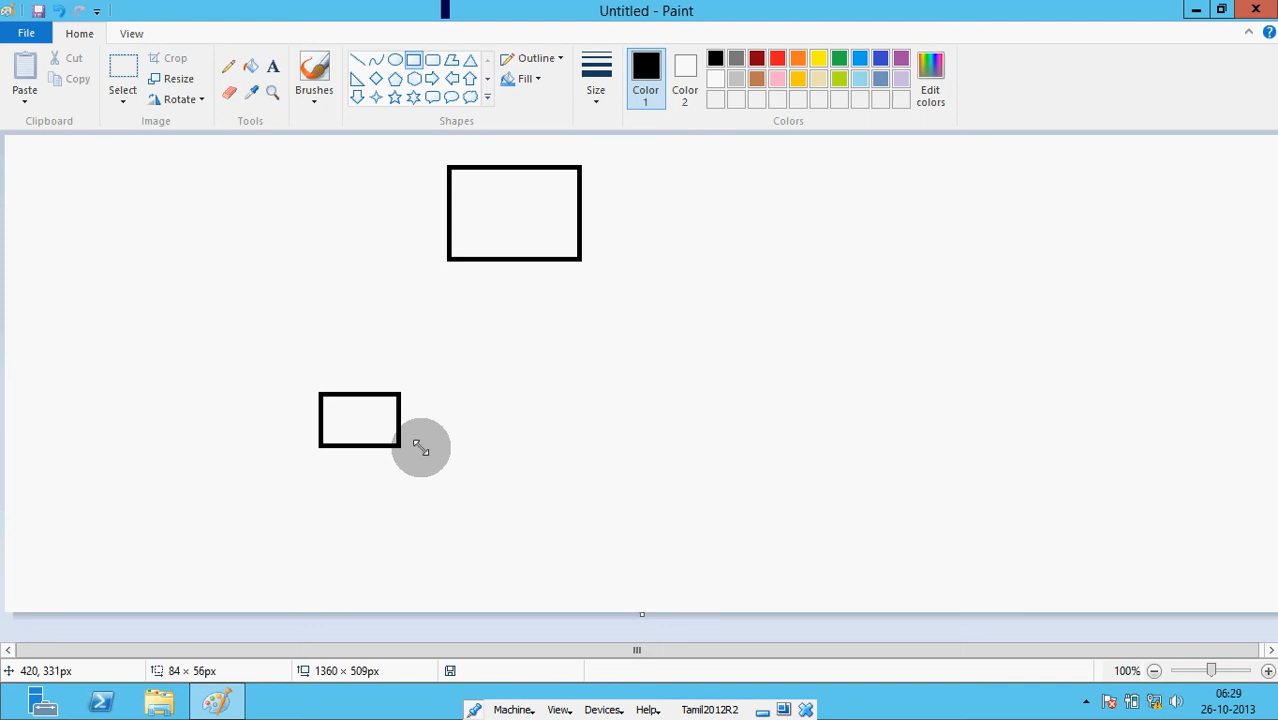 Untitled - Paint
File
Home
View
Paste
Cut
Copy
Clipboard
Select
Crop
Resize
Rotate
Image
A
Tools
Brushes
Outline
Fill
Shapes
Size
Color 1
Color 2
Edit colors
Colors
420, 331px
84 × 56px
1360 × 509px
100%
Machine
View
Devices
Help
Tamil2012R2
06:29
26-10-2013